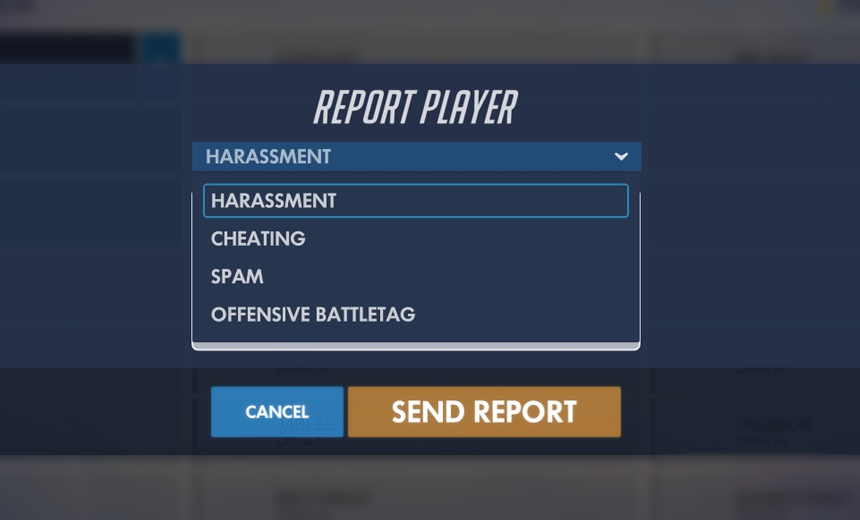 REPORT PLAYER
HARASSMENT
HARASSMENT
CHEATING
SPAM
OFFENSIVE BATTLETAG
CANCEL
SEND REPORT